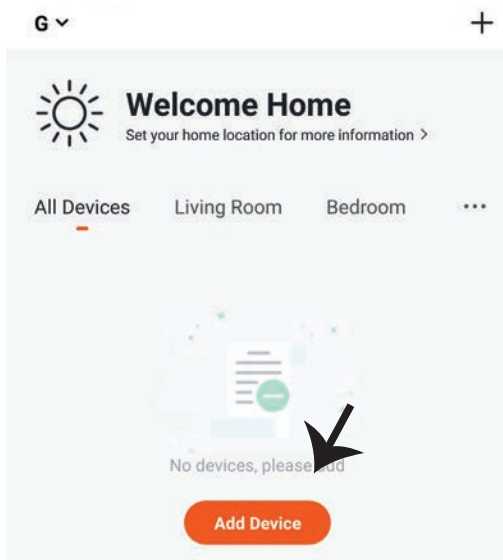 G
Welcome Home
Set your home location for more information >
All Devices Living Room Bedroom ...
No devices, please add
Add Device